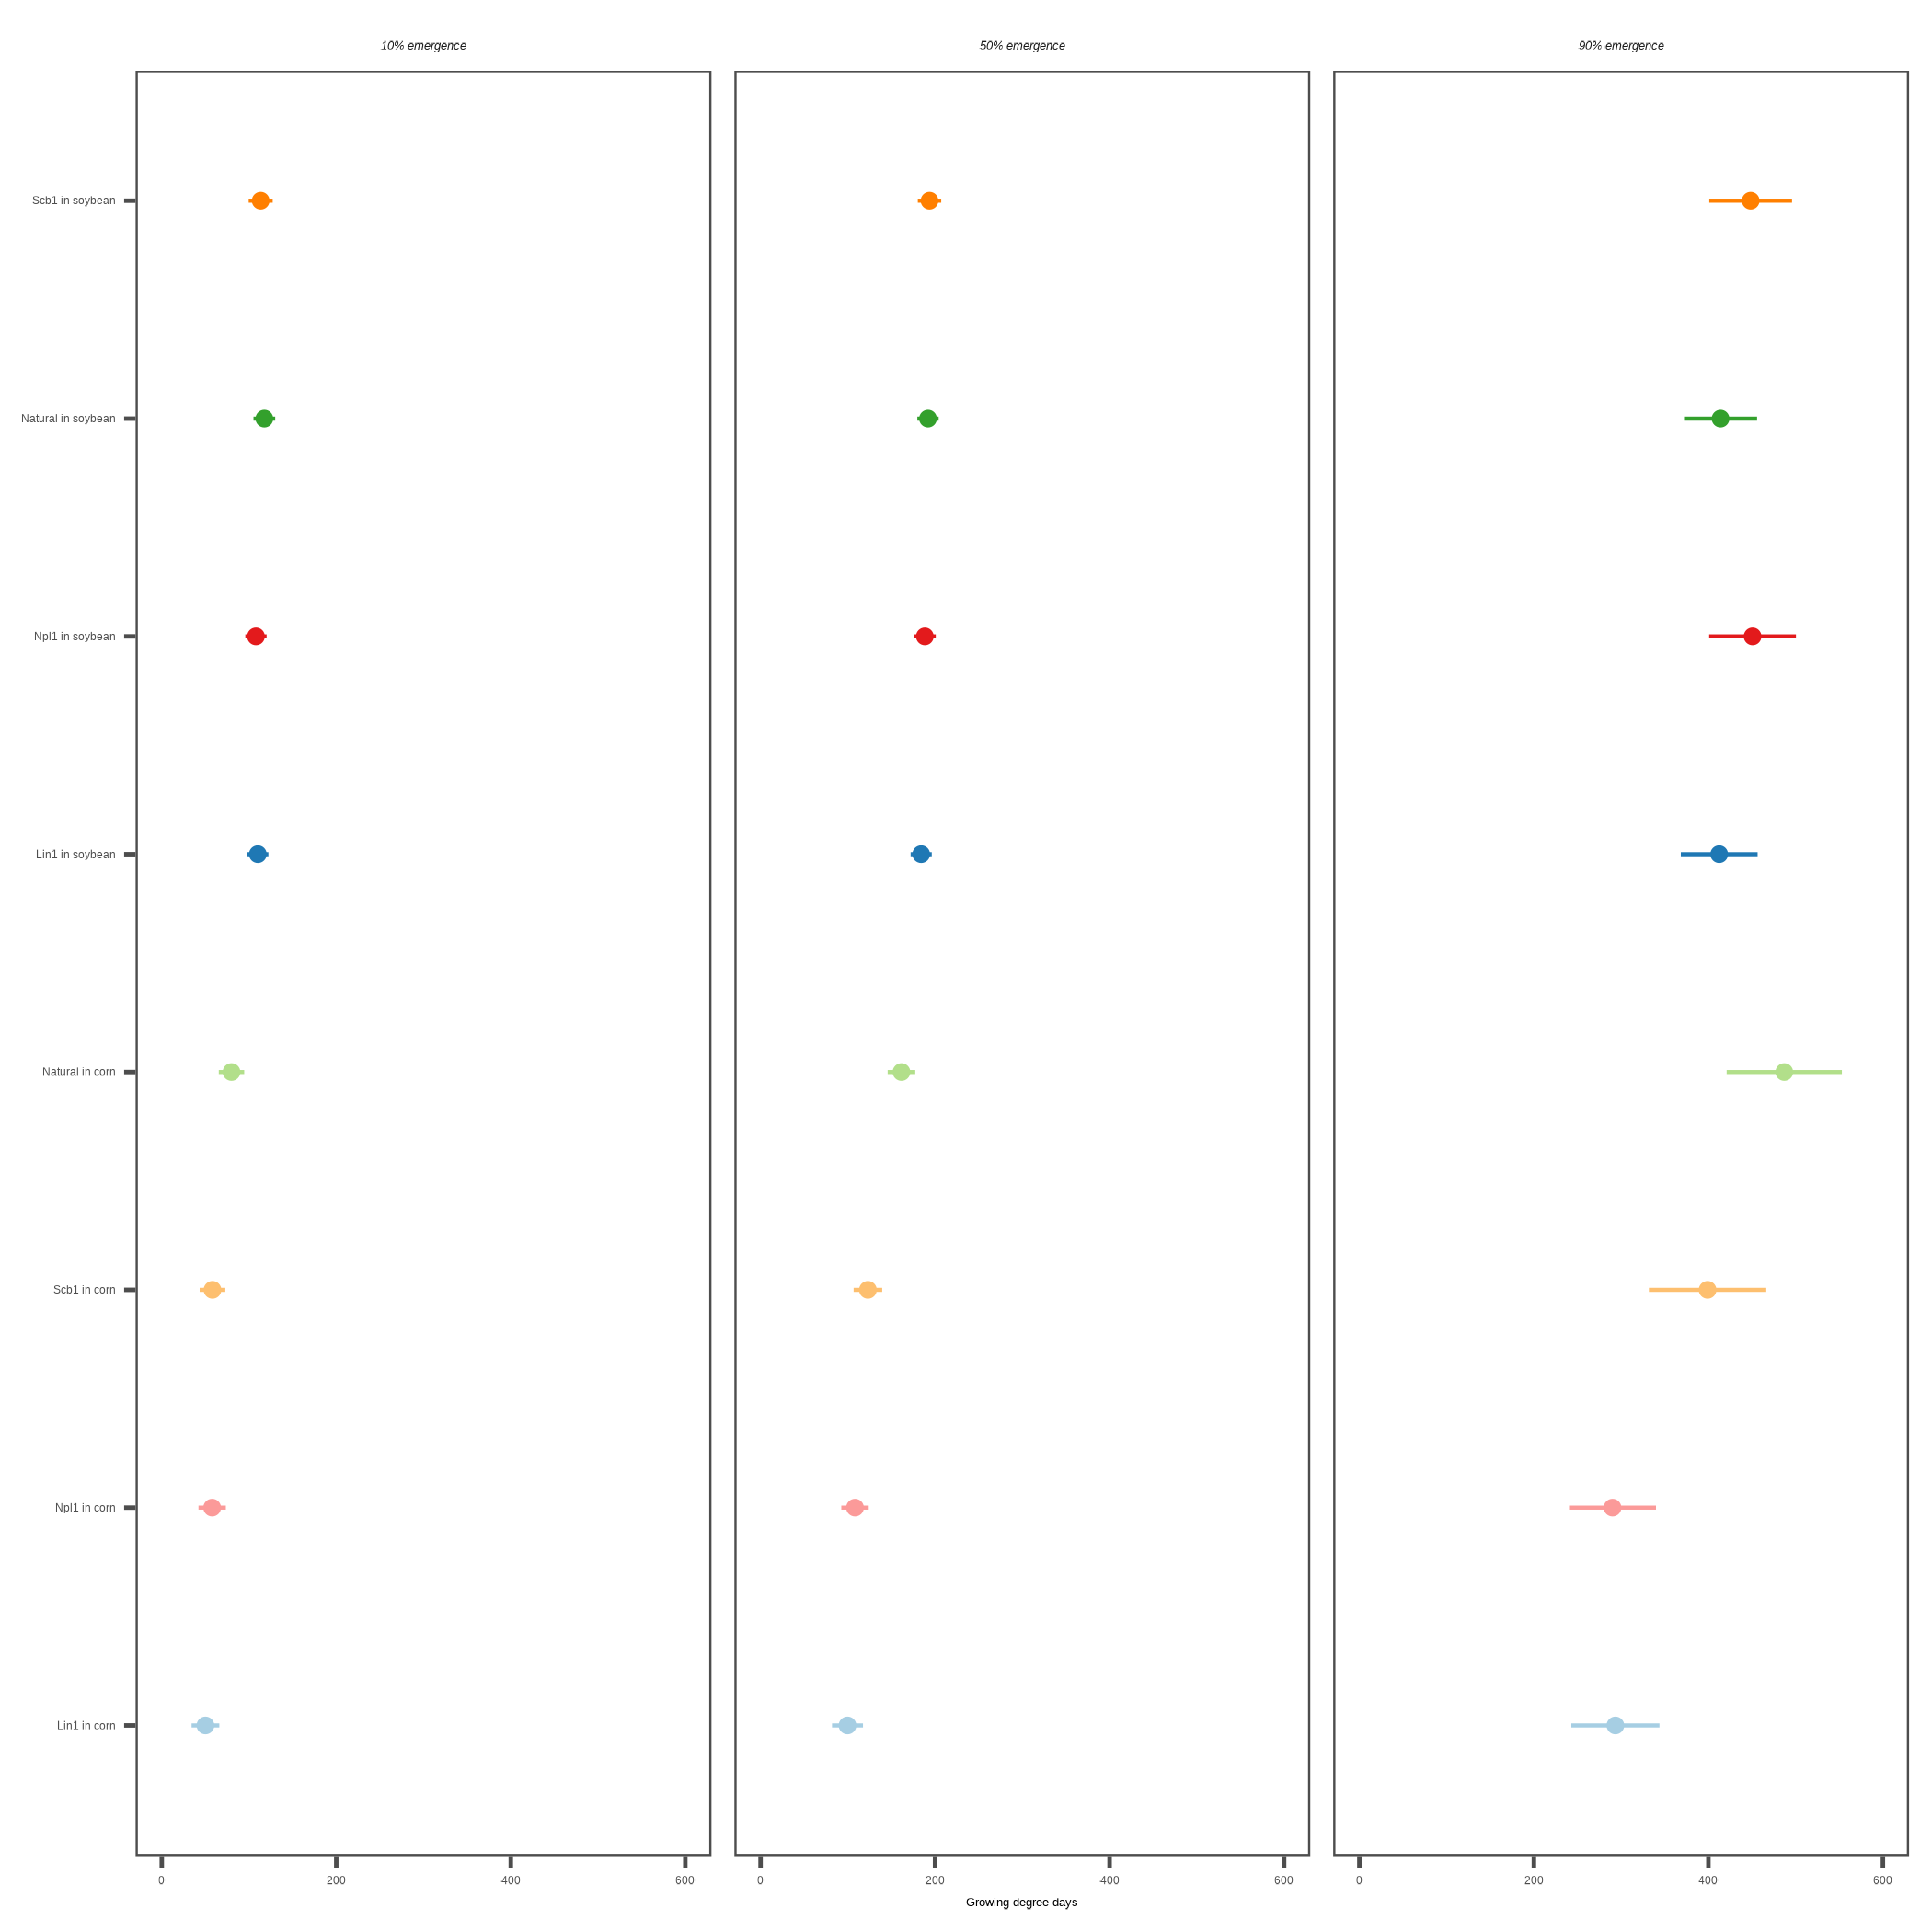 10% emergence 50% emergence 90% emergence
Scb1 in soybean
Natural in soybean
Npl1 in soybean
Lin1 in soybean
Natural in corn
Scb1 in corn
Npl1 in corn
Lin1 in corn
0 200 400 600 0 200 400 600 0 200 400 600
Growing degree days